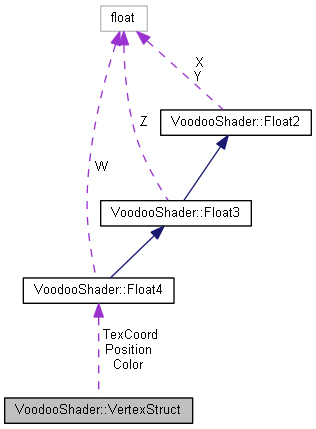 float
X
Y
Z
VoodooShader::Float2
W
VoodooShader::Float3
VoodooShader::Float4
TexCoord
Position
Color
VoodooShader::VertexStruct